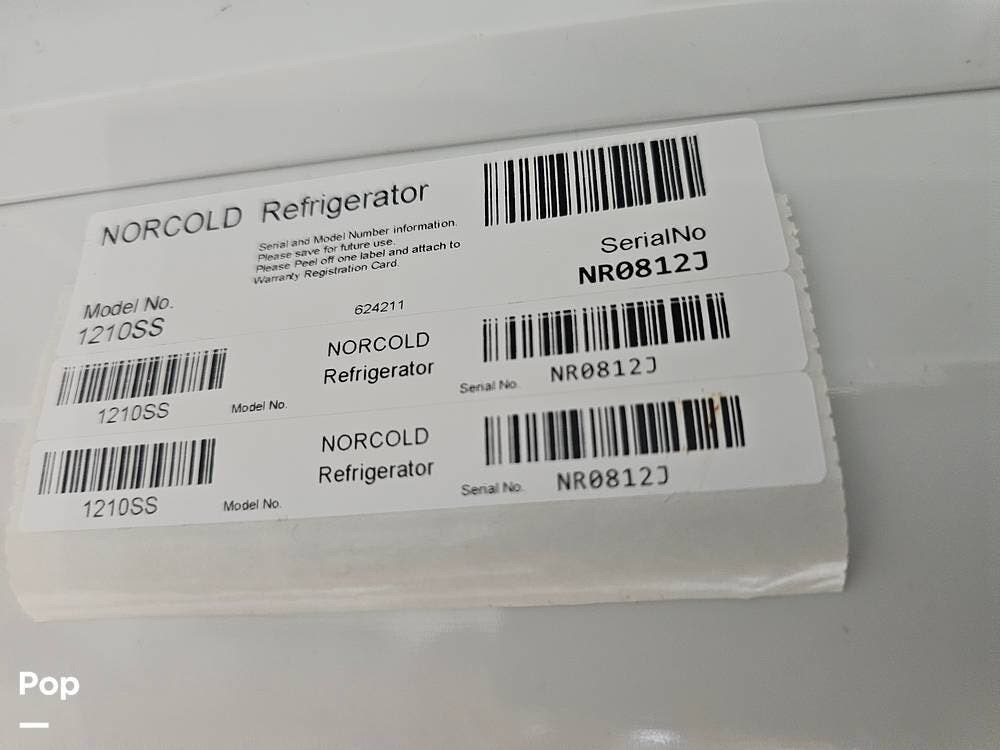 NORCOLD Refrigerator
Serial and Model Number information.
Please save for future use.
Please Peel off one label and attach to
Warranty Registration Card.
SerialNo
NR0812J
Model No.
1210SS
624211
NORCOLD
Refrigerator
1210SS
Model No.
Serial No.
NR0812J
NORCOLD
Refrigerator
1210SS
Model No.
Serial No.
NR0812J
Pop